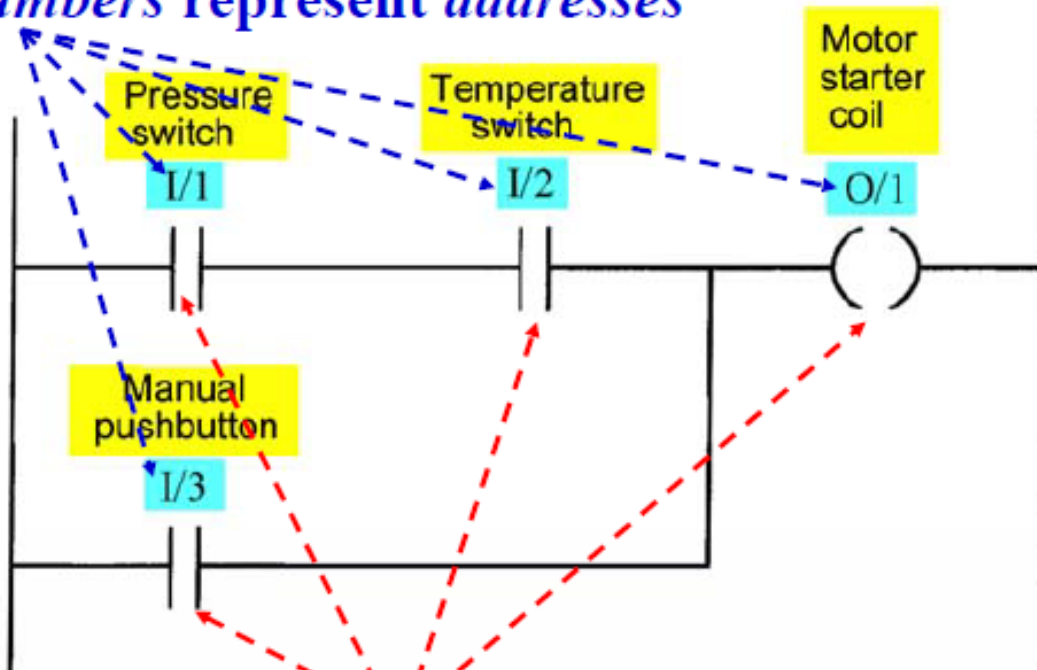 represent addresses
Motor
starter
coil
Pressure
switch
Temperature
switch
I/1
I/2
O/1
Manual
pushbutton
I/3